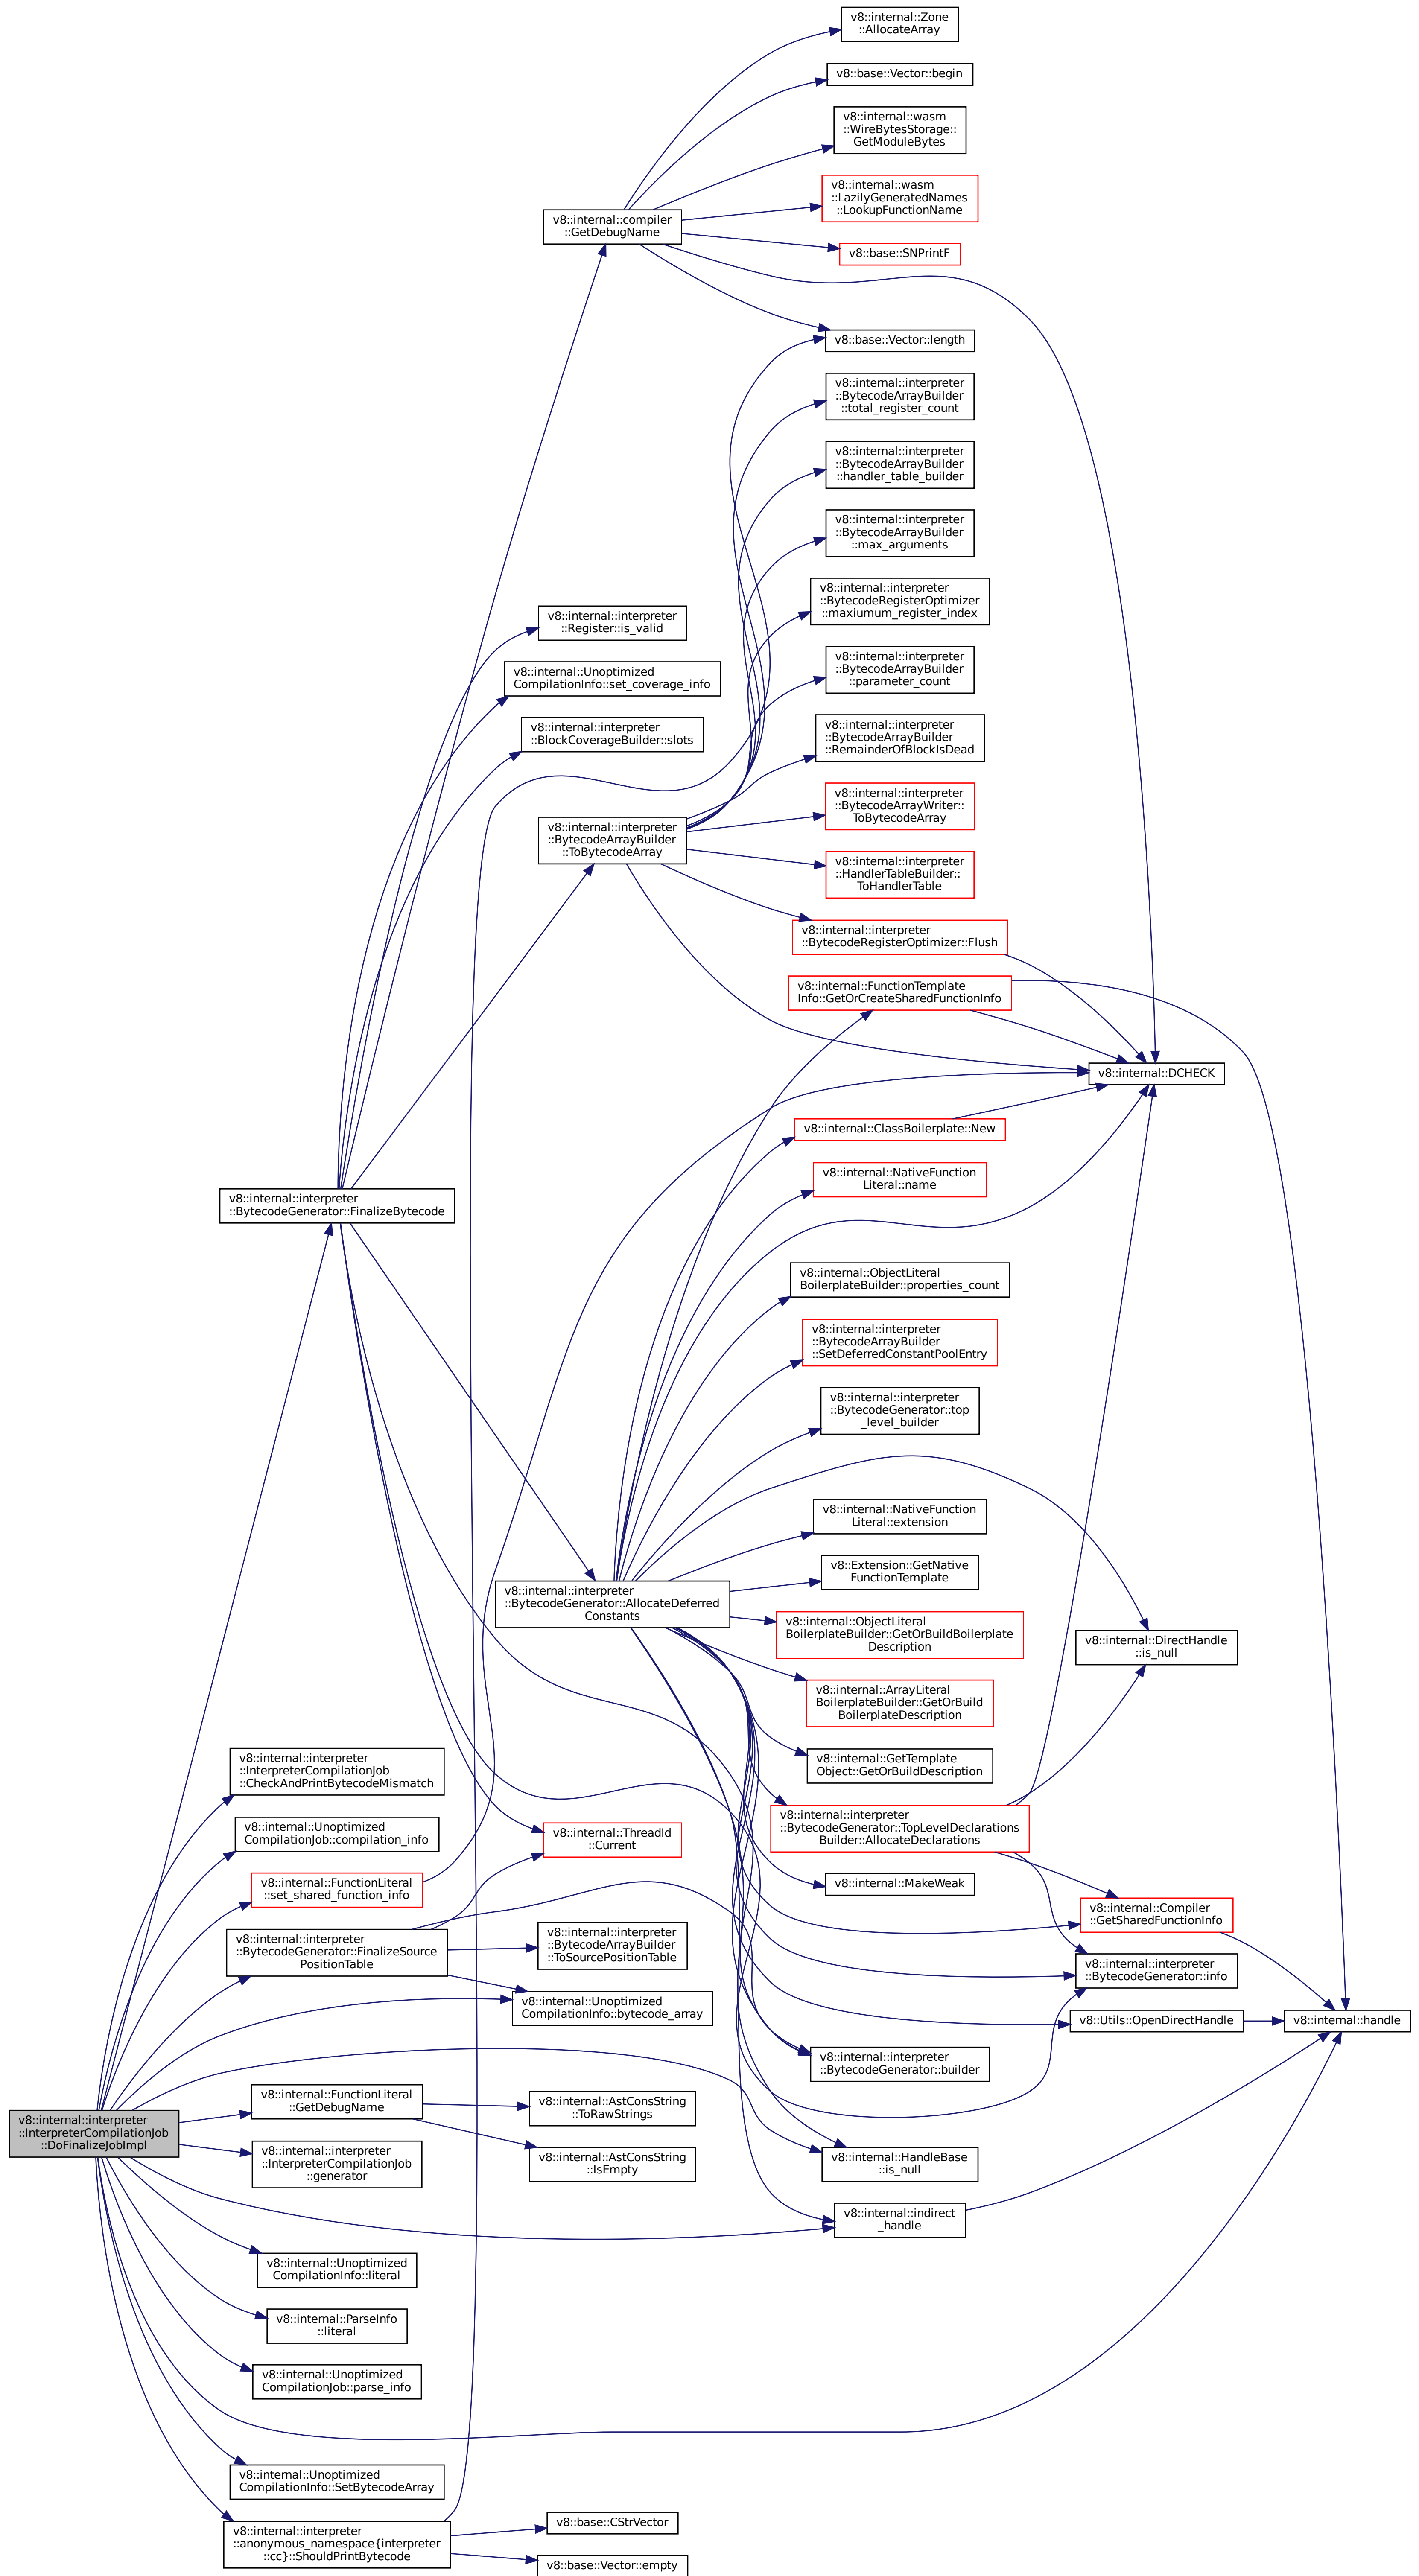 v8::internal::Zone
::AllocateArray
v8::base::Vector::begin
v8::internal::wasm
::WireBytesStorage::
GetModuleBytes
v8::internal::wasm
::LazilyGeneratedNames
::LookupFunctionName
v8::internal::compiler
::GetDebugName
v8::base::SNPrintF
v8::base::Vector::length
v8::internal::interpreter
::BytecodeArrayBuilder
::total_register_count
v8::internal::interpreter
::BytecodeArrayBuilder
::handler_table_builder
v8::internal::interpreter
::BytecodeArrayBuilder
::max_arguments
v8::internal::interpreter
::BytecodeRegisterOptimizer
::maxiumum_register_index
v8::internal::interpreter
::Register::is_valid
v8::internal::Unoptimized
CompilationInfo::set_coverage_info
v8::internal::interpreter
::BytecodeArrayBuilder
::parameter_count
v8::internal::interpreter
::BlockCoverageBuilder::slots
v8::internal::interpreter
::BytecodeArrayBuilder
::RemainderOfBlockIsDead
v8::internal::interpreter
::BytecodeArrayWriter::
ToBytecodeArray
v8::internal::interpreter
::BytecodeArrayBuilder
::ToBytecodeArray
v8::internal::interpreter
::HandlerTableBuilder::
ToHandlerTable
v8::internal::interpreter
::BytecodeRegisterOptimizer::Flush
v8::internal::FunctionTemplate
Info::GetOrCreateSharedFunctionInfo
v8::internal::DCHECK
v8::internal::ClassBoilerplate::New
v8::internal::NativeFunction
Literal::name
v8::internal::interpreter
::BytecodeGenerator::FinalizeBytecode
v8::internal::ObjectLiteral
BoilerplateBuilder::properties_count
v8::internal::interpreter
::BytecodeArrayBuilder
::SetDeferredConstantPoolEntry
v8::internal::interpreter
::BytecodeGenerator::top
_level_builder
v8::internal::NativeFunction
Literal::extension
v8::Extension::GetNative
FunctionTemplate
v8::internal::interpreter
::BytecodeGenerator::AllocateDeferred
Constants
v8::internal::ObjectLiteral
BoilerplateBuilder::GetOrBuildBoilerplate
Description
v8::internal::DirectHandle
::is_null
v8::internal::ArrayLiteral
BoilerplateBuilder::GetOrBuild
BoilerplateDescription
v8::internal::GetTemplate
Object::GetOrBuildDescription
v8::internal::interpreter
::InterpreterCompilationJob
::CheckAndPrintBytecodeMismatch
v8::internal::Unoptimized
CompilationJob::compilation_info
v8::internal::ThreadId
::Current
v8::internal::interpreter
::BytecodeGenerator::TopLevelDeclarations
Builder::AllocateDeclarations
v8::internal::FunctionLiteral
::set_shared_function_info
v8::internal::MakeWeak
v8::internal::Compiler
::GetSharedFunctionInfo
v8::internal::interpreter
::BytecodeGenerator::FinalizeSource
PositionTable
v8::internal::interpreter
::BytecodeArrayBuilder
::ToSourcePositionTable
v8::internal::interpreter
::BytecodeGenerator::info
v8::internal::Unoptimized
CompilationInfo::bytecode_array
v8::Utils::OpenDirectHandle
v8::internal::handle
v8::internal::interpreter
::BytecodeGenerator::builder
v8::internal::FunctionLiteral
::GetDebugName
v8::internal::AstConsString
::ToRawStrings
v8::internal::interpreter
::InterpreterCompilationJob
::DoFinalizeJobImpl
v8::internal::interpreter
::InterpreterCompilationJob
::generator
v8::internal::AstConsString
::IsEmpty
v8::internal::HandleBase
::is_null
v8::internal::indirect
_handle
v8::internal::Unoptimized
CompilationInfo::literal
v8::internal::ParseInfo
::literal
v8::internal::Unoptimized
CompilationJob::parse_info
v8::internal::Unoptimized
CompilationInfo::SetBytecodeArray
v8::internal::interpreter
::anonymous_namespace{interpreter
::cc}::ShouldPrintBytecode
v8::base::CStrVector
v8::base::Vector::empty